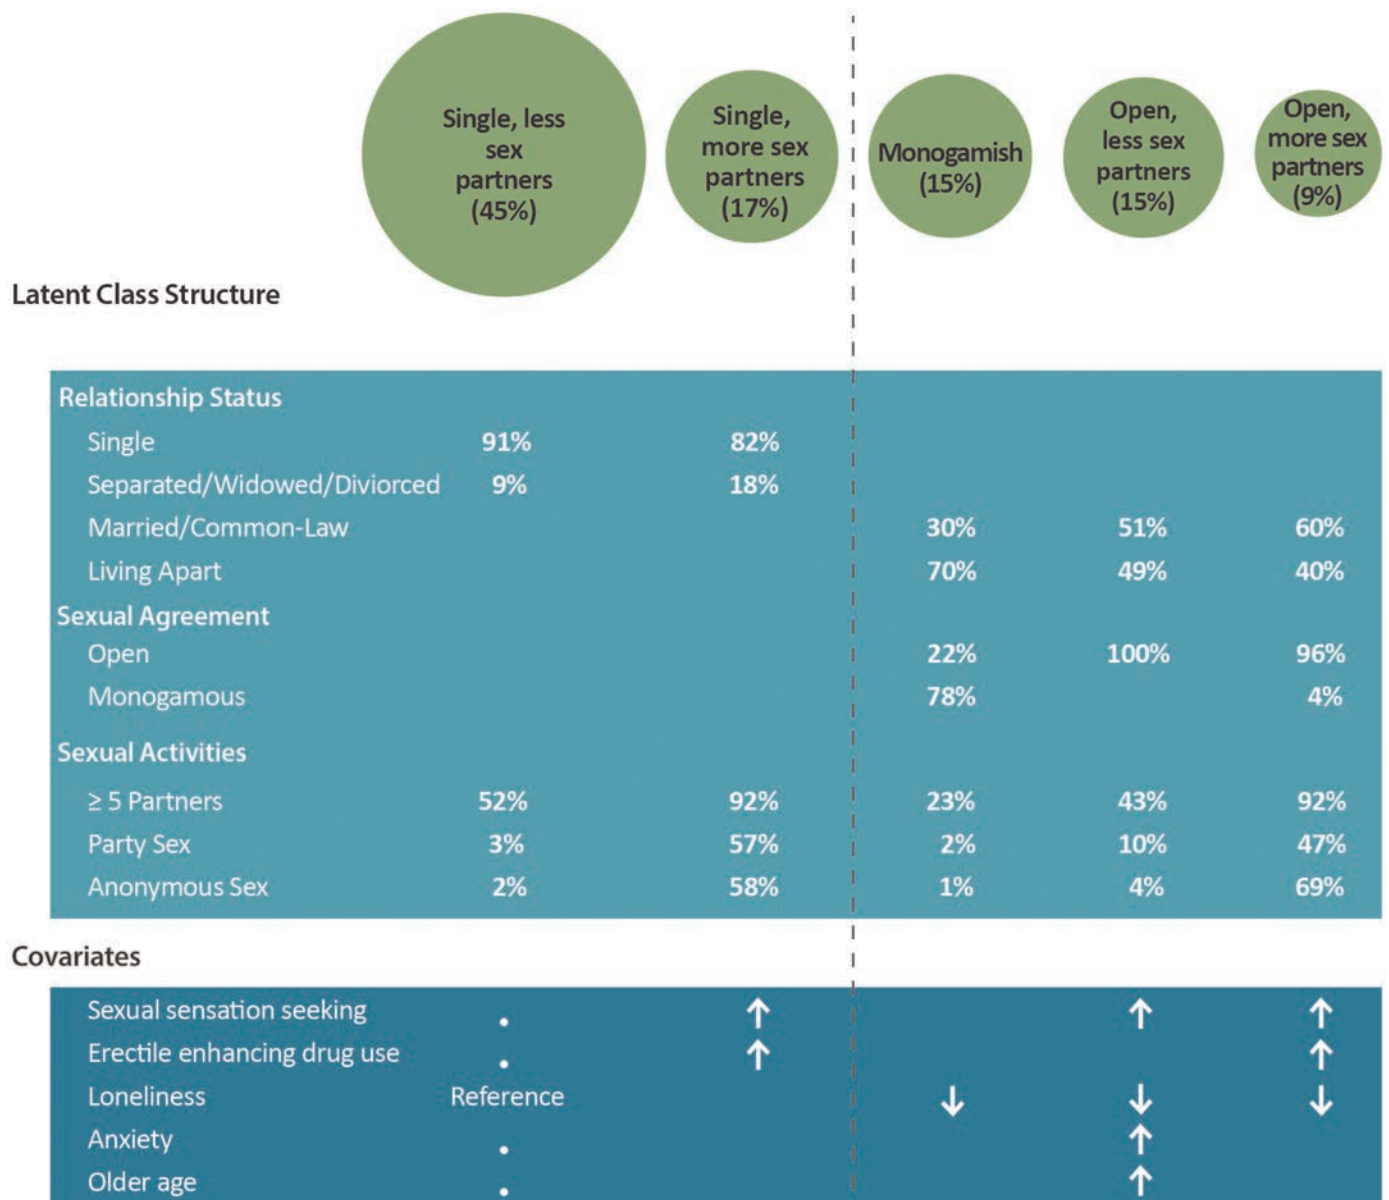 Single, less
sex
partners
(45%)
Single,
more sex
partners
(17%)
Monogamish
(15%)
Open,
less sex
partners
(15%)
Open,
more sex
partners
(9%)
Latent Class Structure
Relationship Status
Single 91% 82%
Separated/Widowed/Diviorced 9% 18%
Married/Common-Law 30% 51% 60%
Living Apart 70% 49% 40%
Sexual Agreement
Open 22% 100% 96%
Monogamous 78% 4%
Sexual Activities
≥ 5 Partners 52% 92% 23% 43% 92%
Party Sex 3% 57% 2% 10% 47%
Anonymous Sex 2% 58% 1% 4% 69%
Covariates
Sexual sensation seeking . ↑ ↑ ↑
Erectile enhancing drug use . ↑ ↑
Loneliness Reference ↓ ↓ ↓
Anxiety . ↑
Older age . ↑